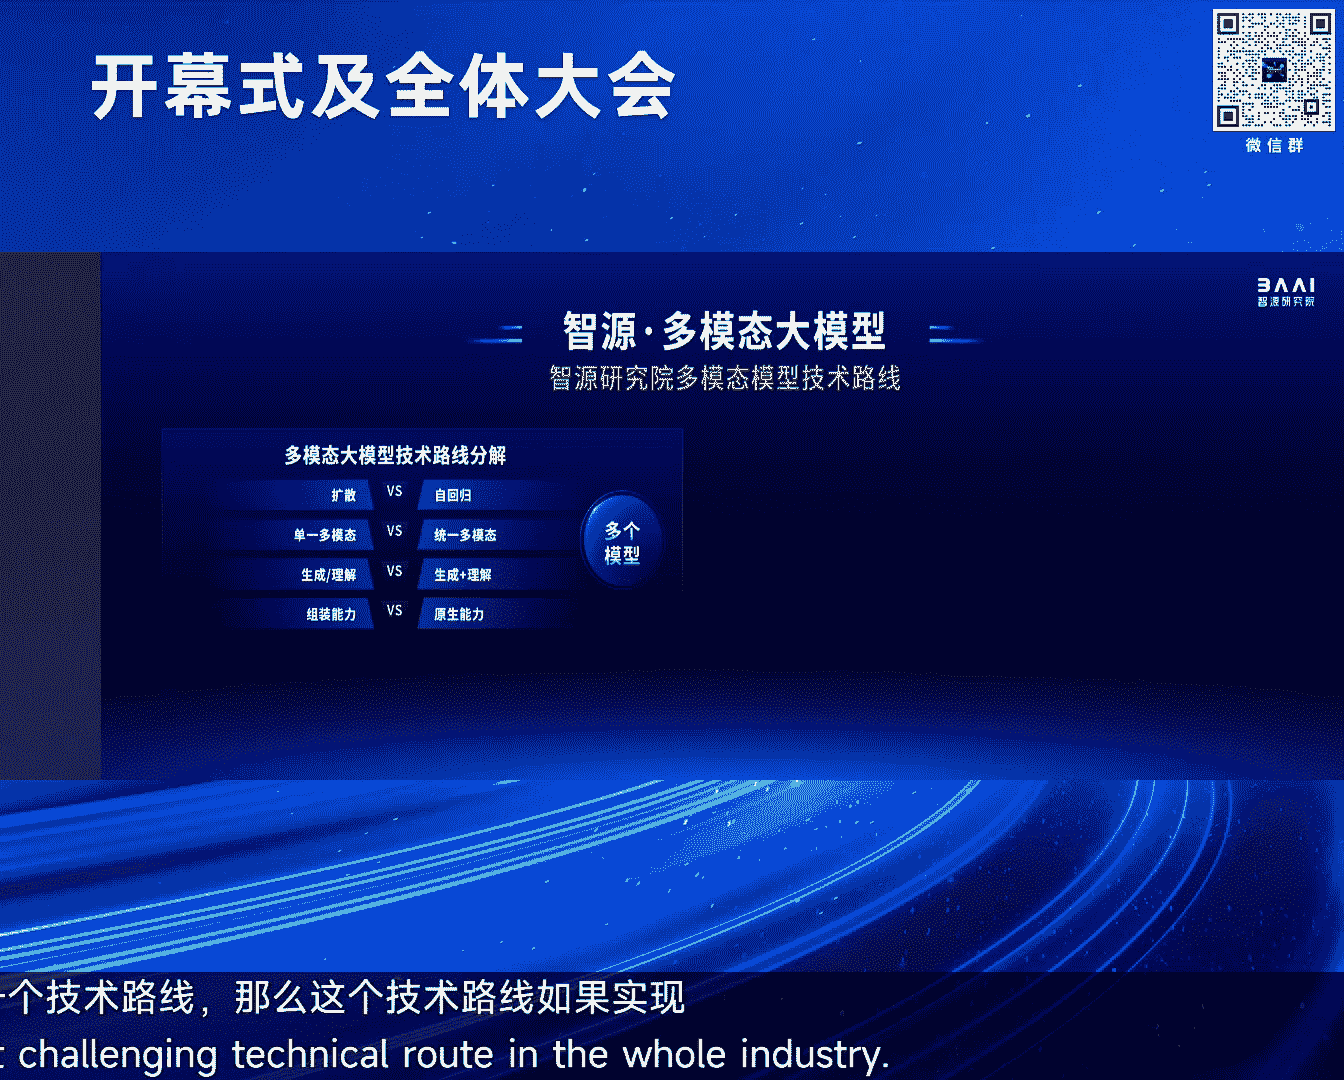 开幕式及全体大会
微信群
BAAI
智源研究院
智源·多模态大模型
智源研究院多模态模型技术路线
多模态大模型技术路线分解
扩散 VS 自回归
单一多模态 VS 统一多模态
生成/理解 VS 生成+理解
组装能力 VS 原生能力
多个
模型
个技术路线，那么这个技术路线如果实现
challenging technical route in the whole industry.